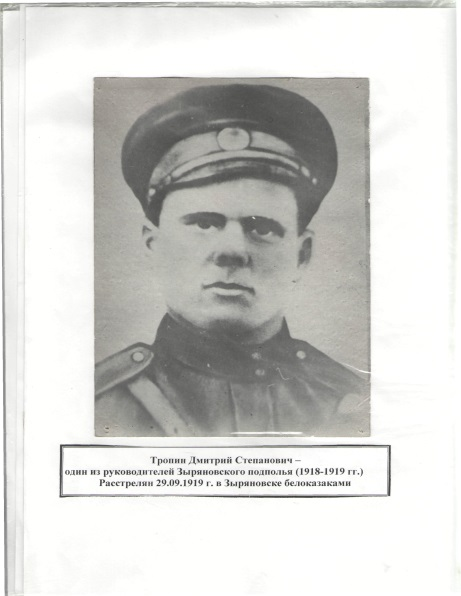 Тропин Дмитрий Степанович –
один из руководителей Зыряновского подполья (1918-1919 гг.)
Расстрелян 29.09.1919 г. в Зыряновске белоказаками